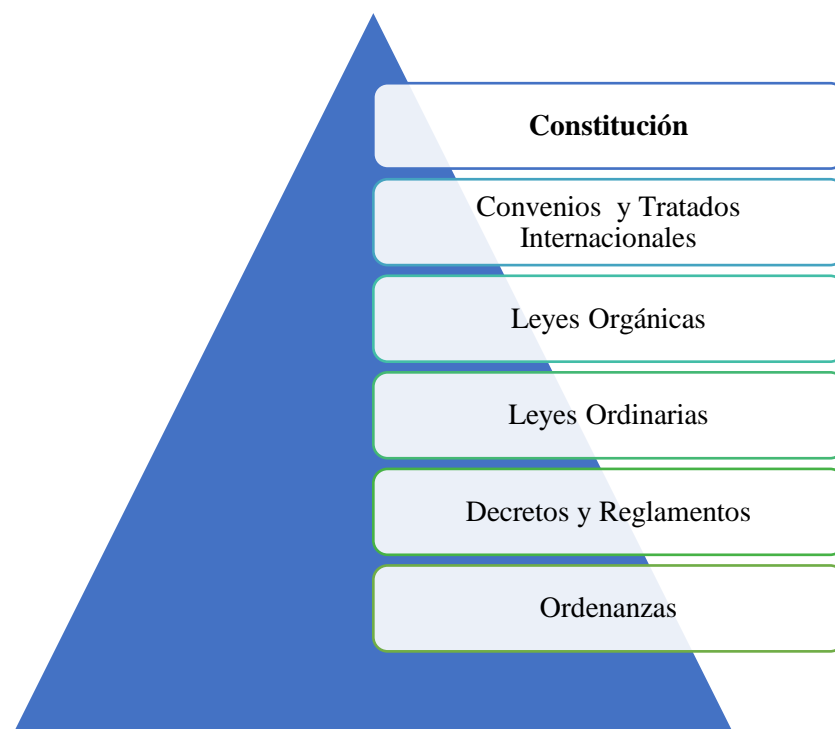 Constitución
Convenios y Tratados
Internacionales
Leyes Orgánicas
Leyes Ordinarias
Decretos y Reglamentos
Ordenanzas